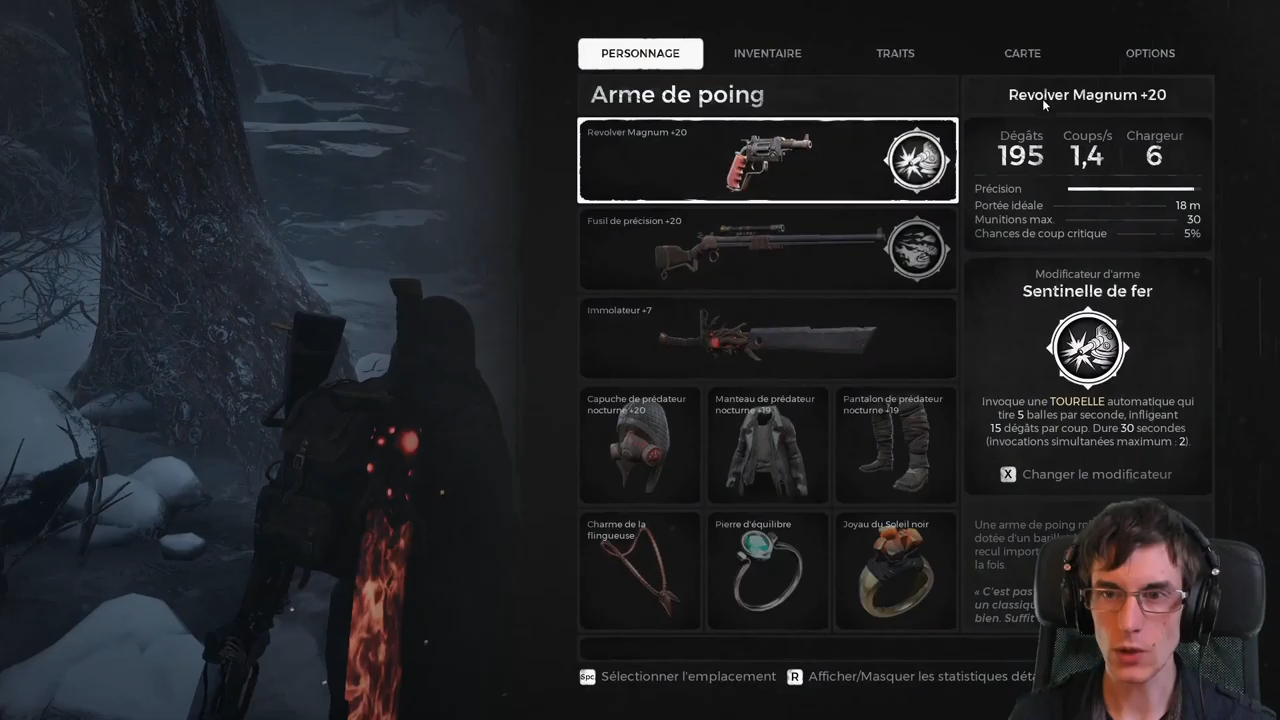 PERSONNAGE
INVENTAIRE
TRAITS
CARTE
OPTIONS
Arme de poing
Revolver Magnum +20
Revolver Magnum +20
Dégâts
Coups/s
Chargeur
195
1,4
6
Précision
Portée idéale
18 m
Munitions max.
30
Chances de coup critique
5%
Fusil de précision +20
Modificateur d'arme
Sentinelle de fer
Immolateur +7
Invoque une TOURELLE automatique qui
tire 5 balles par seconde, infligeant
15 dégâts par coup. Dure 30 secondes
(invocations simultanées maximum : 2).
X Changer le modificateur
Capuche de prédateur
nocturne +20
Manteau de prédateur
nocturne +19
Pantalon de prédateur
nocturne +19
Charme de la
flingueuse
Pierre d'équilibre
Joyau du Soleil noir
Une arme de poing
dotée d'un
recul
la fois.
« C'est pas
un
bien. Suffit
Spc Sélectionner l'emplacement
R Afficher/Masquer les statistiques